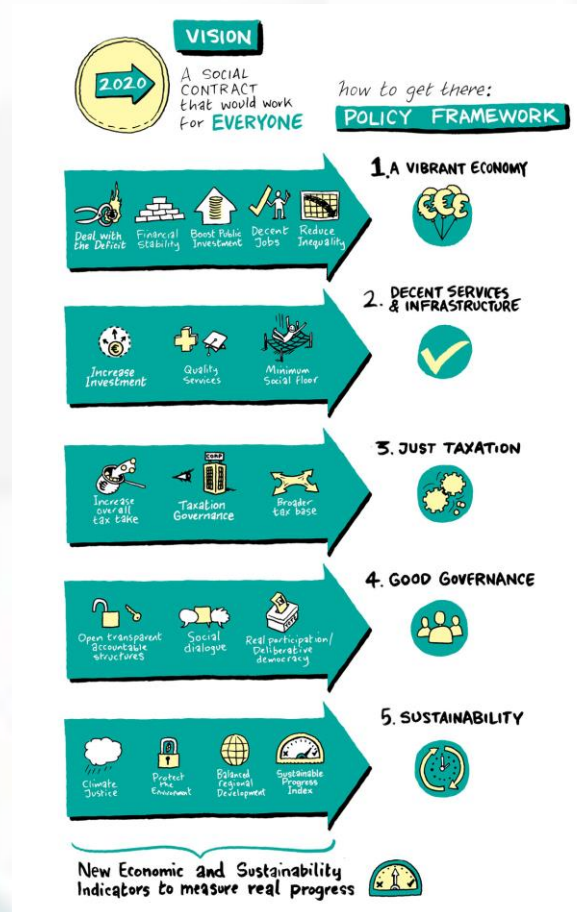 VISION
2020
A SOCIAL
CONTRACT
that would work
for EVERYONE
how to get there:
POLICY FRAMEWORK
1. A VIBRANT ECONOMY
Deal with
the Deficit
Financial
Stability
Boost Public
Investment
Decent
Jobs
Reduce
Inequality
€€€
2. DECENT SERVICES
& INFRASTRUCTURE
€
Increase
Investment
Quality
Services
Minimum
Social Floor
3. JUST TAXATION
CORP
Increase
overall
tax take
Taxation
Governance
Broader
tax base
4. GOOD GOVERNANCE
Open transparent
accountable
structures
Social
dialogue
Real participation/
Deliberative
democracy
5. SUSTAINABILITY
Climate
Justice
Protect
the
Environment
Balanced
regional
Development
Sustainable
Progress
Index
New Economic and Sustainability
Indicators to measure real progress